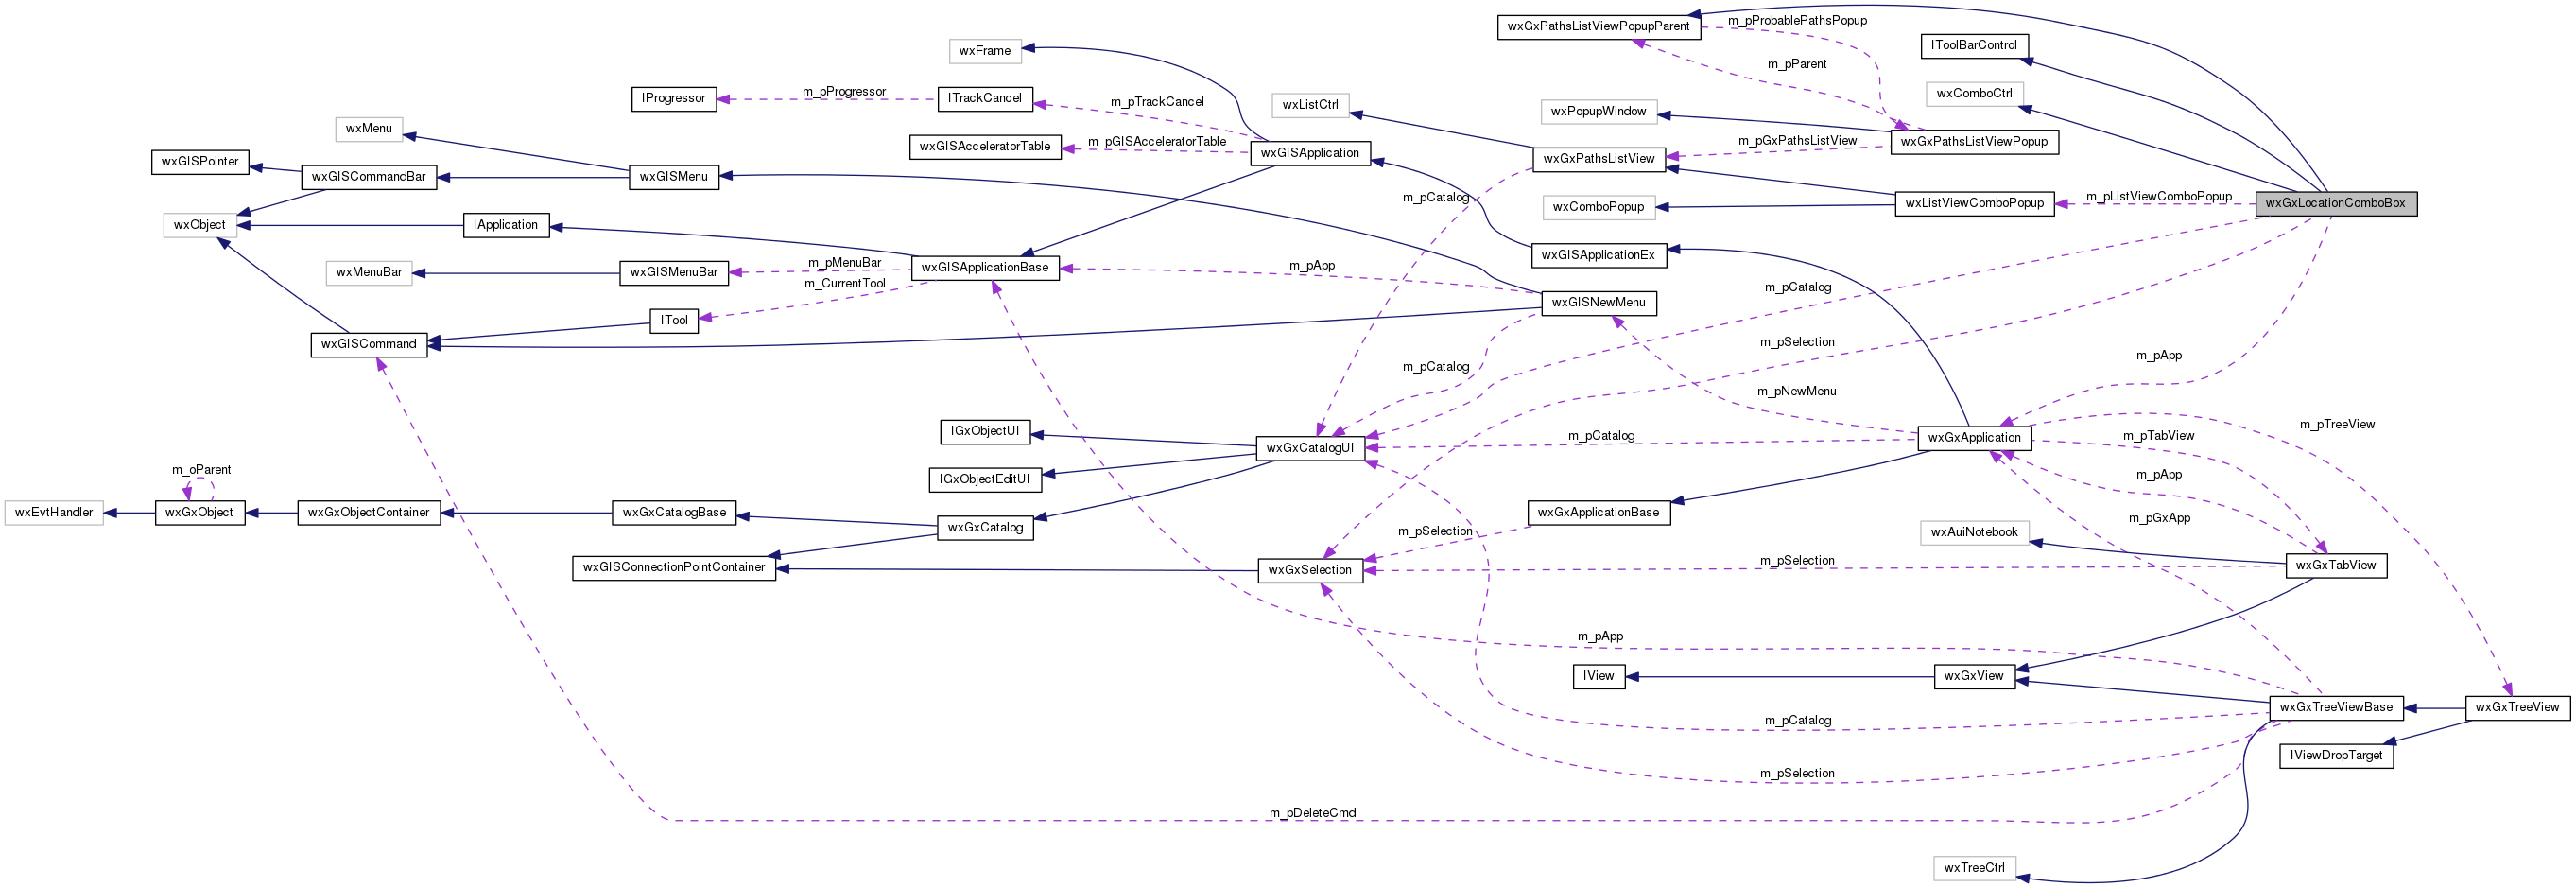 wxGxPathsListViewPopupParent
m_pProbablePathsPopup
wxFrame
IToolBarControl
m_pParent
IProgressor
m_pProgressor
ITrackCancel
m_pTrackCancel
wxListCtrl
wxPopupWindow
wxComboCtrl
wxMenu
wxGISAcceleratorTable
m_pGISAcceleratorTable
wxGISApplication
m_pGxPathsListView
wxGxPathsListViewPopup
wxGISPointer
wxGISCommandBar
wxGISMenu
wxGxPathsListView
m_pCatalog
wxComboPopup
wxListViewComboPopup
m_pListViewComboPopup
wxGxLocationComboBox
wxObject
IApplication
wxGISApplicationEx
wxMenuBar
wxGISMenuBar
m_pMenuBar
wxGISApplicationBase
m_pApp
m_CurrentTool
m_pCatalog
wxGISNewMenu
ITool
wxGISCommand
m_pSelection
m_pApp
m_pCatalog
m_pNewMenu
IGxObjectUI
wxGxCatalogUI
m_pCatalog
wxGxApplication
m_pTabView
m_pTreeView
IGxObjectEditUI
m_pApp
m_oParent
wxEvtHandler
wxGxObject
wxGxObjectContainer
wxGxCatalogBase
wxGxCatalog
wxGxApplicationBase
m_pGxApp
m_pSelection
wxAuiNotebook
wxGISConnectionPointContainer
wxGxSelection
m_pSelection
wxGxTabView
m_pApp
IView
wxGxView
m_pCatalog
wxGxTreeViewBase
wxGxTreeView
IViewDropTarget
m_pSelection
m_pDeleteCmd
wxTreeCtrl